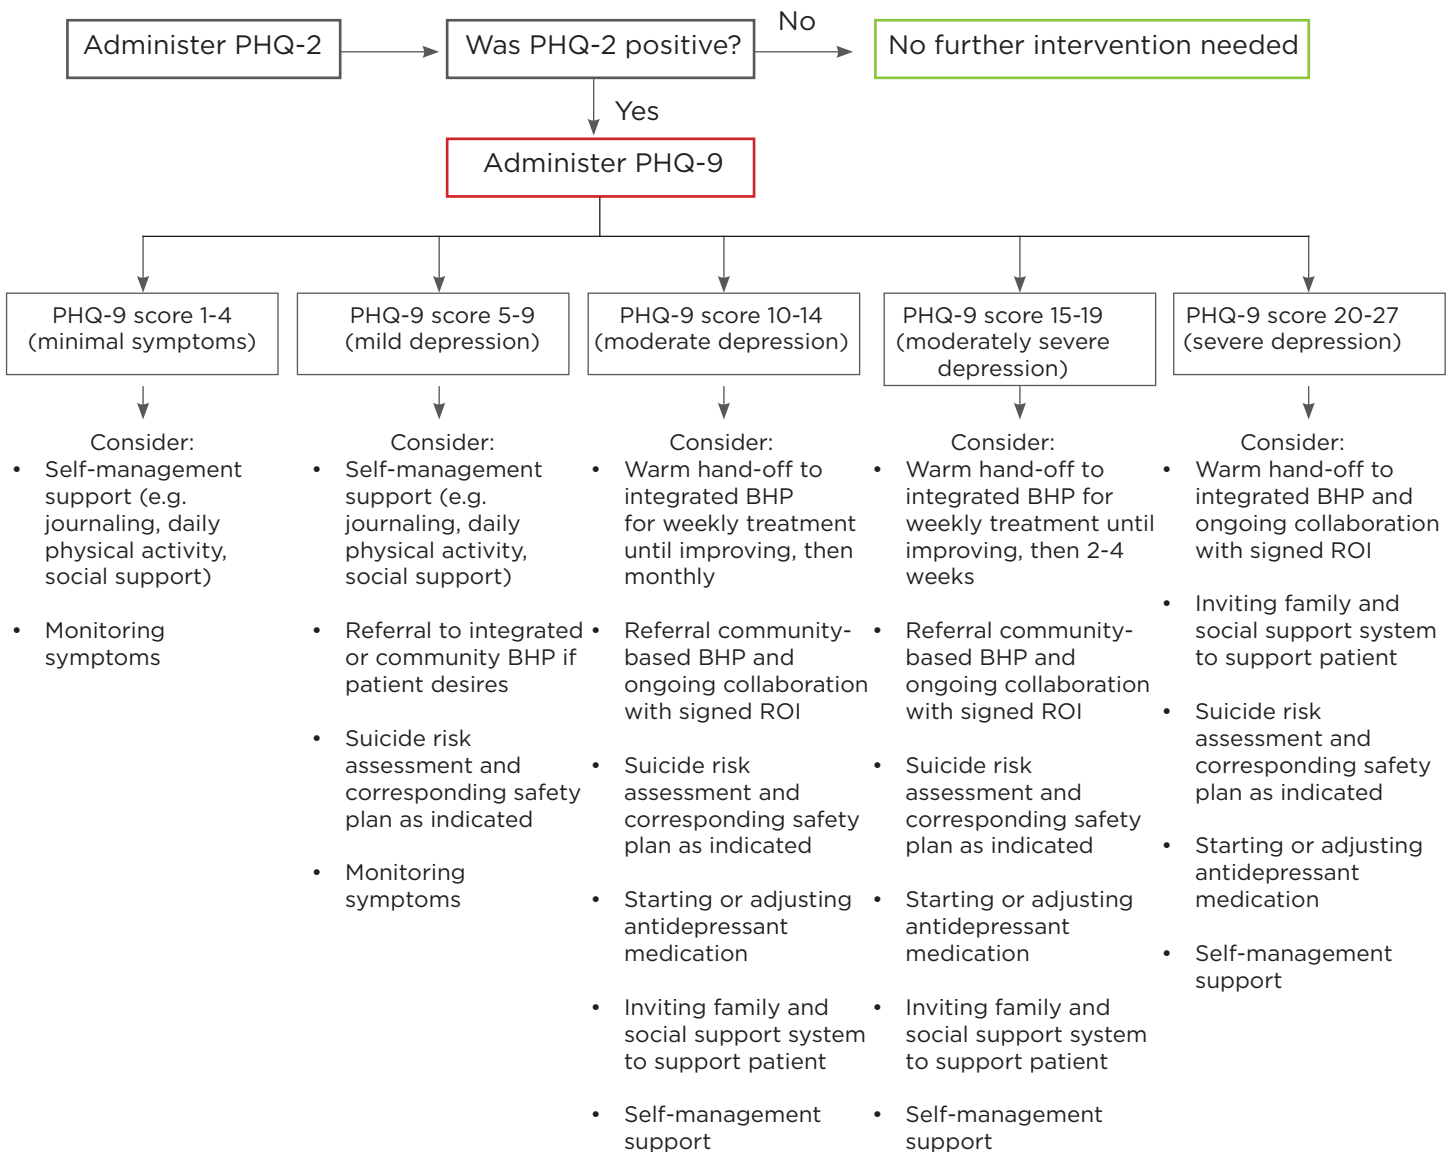 Administer PHQ-2
Was PHQ-2 positive?
No
No further intervention needed
Yes
Administer PHQ-9
PHQ-9 score 1-4
(minimal symptoms)
PHQ-9 score 5-9
(mild depression)
PHQ-9 score 10-14
(moderate depression)
PHQ-9 score 15-19
(moderately severe
depression)
PHQ-9 score 20-27
(severe depression)
Consider:
• Self-management
support (e.g.
journaling, daily
physical activity,
social support)
• Monitoring
symptoms
Consider:
• Self-management
support (e.g.
journaling, daily
physical activity,
social support)
• Referral to integrated
or community BHP if
patient desires
• Suicide risk
assessment and
corresponding safety
plan as indicated
• Monitoring
symptoms
Consider:
• Warm hand-off to
integrated BHP
for weekly treatment
until improving, then
monthly
• Referral community-
based BHP and
ongoing collaboration
with signed ROI
• Suicide risk
assessment and
corresponding safety
plan as indicated
• Starting or adjusting
antidepressant
medication
• Inviting family and
social support system
to support patient
• Self-management
support
Consider:
• Warm hand-off to
integrated BHP for
weekly treatment until
improving, then 2-4
weeks
• Referral community-
based BHP and
ongoing collaboration
with signed ROI
• Suicide risk
assessment and
corresponding safety
plan as indicated
• Starting or adjusting
antidepressant
medication
• Inviting family and
social support system
to support patient
• Self-management
support
Consider:
• Warm hand-off to
integrated BHP and
ongoing collaboration
with signed ROI
• Inviting family and
social support system
to support patient
• Suicide risk
assessment and
corresponding safety
plan as indicated
• Starting or adjusting
antidepressant
medication
• Self-management
support